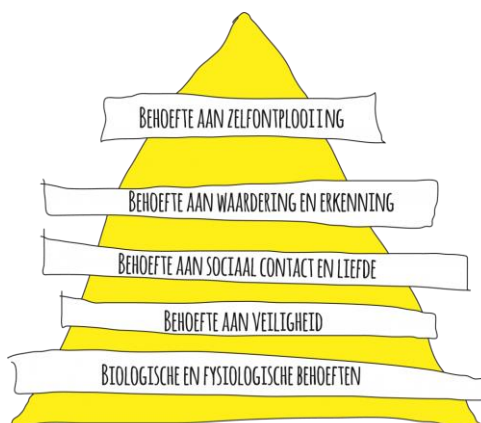 BEHOEFTE AAN ZELFONTPLOOIING
BEHOEFTE AAN WAARDERING EN ERKENNING
BEHOEFTE AAN SOCIAAL CONTACT EN LIEFDE
BEHOEFTE AAN VEILIGHEID
BIOLOGISCHE EN FYSIOLOGISCHE BEHOEFTEN